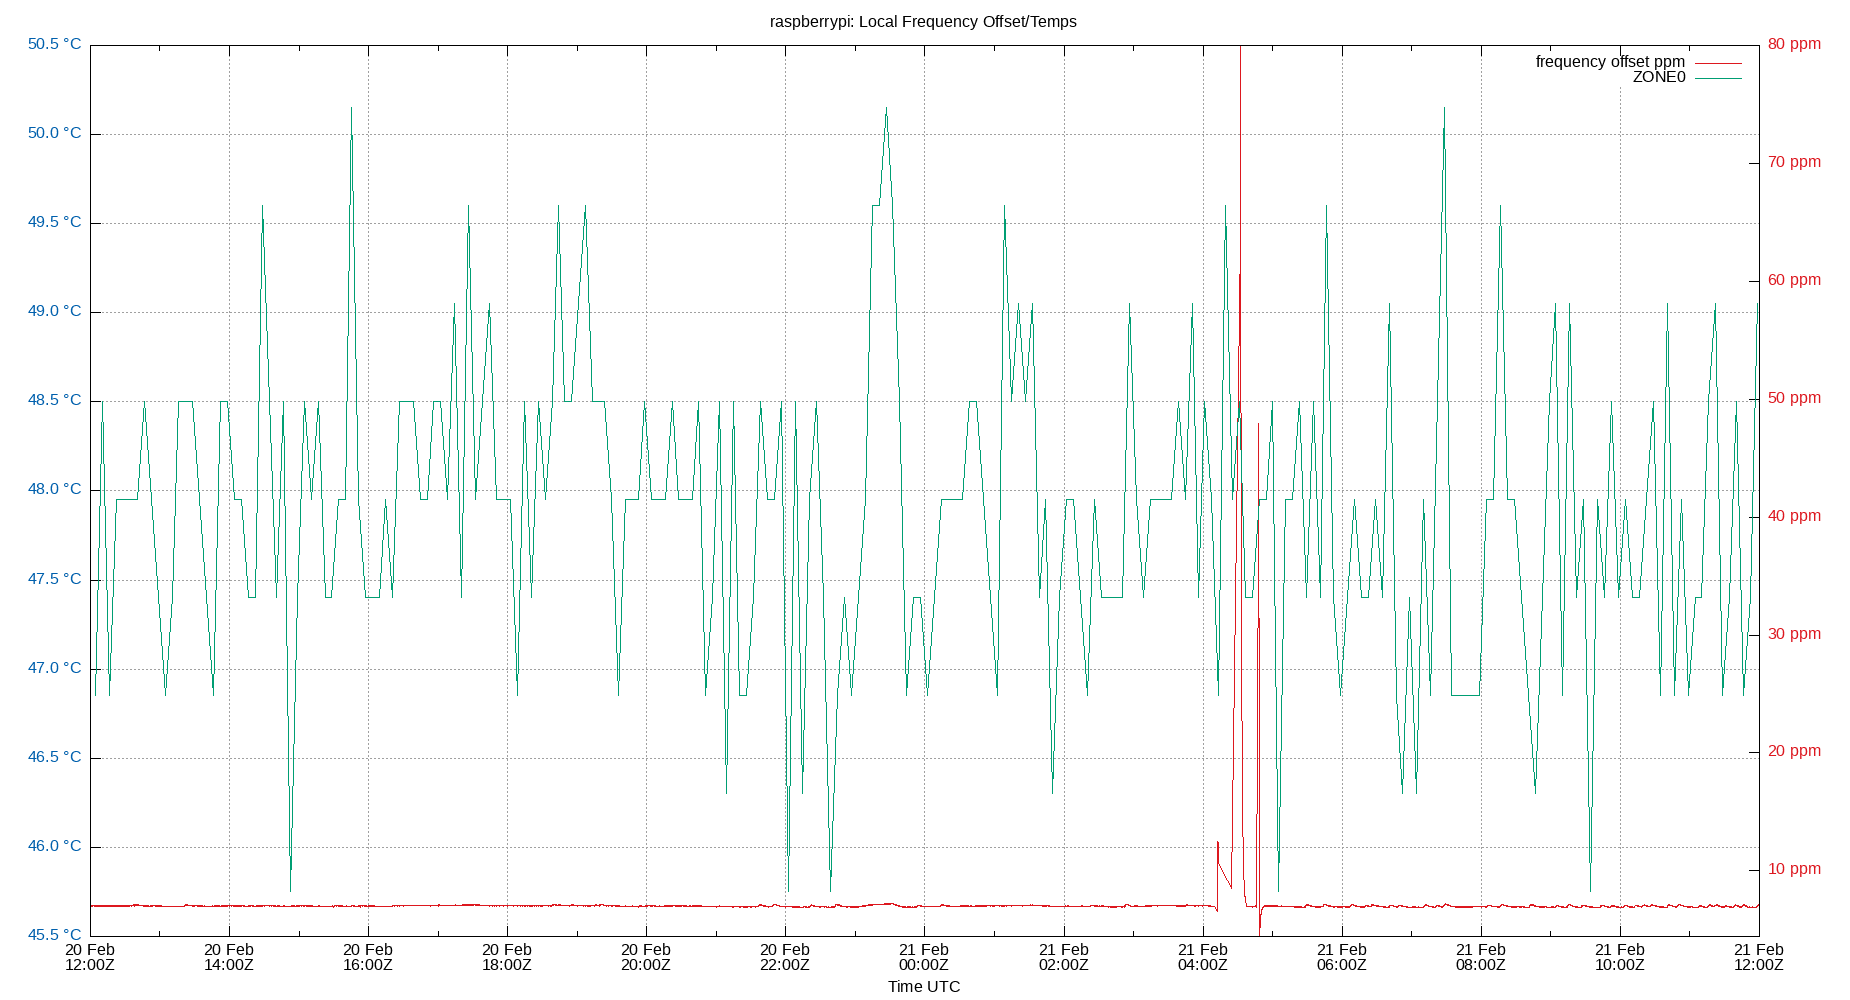 raspberrypi: Local Frequency Offset/Temps
50.5 °C
50.0 °C
49.5 °C
49.0 °C
48.5 °C
48.0 °C
47.5 °C
47.0 °C
46.5 °C
46.0 °C
45.5 °C
80 ppm
70 ppm
60 ppm
50 ppm
40 ppm
30 ppm
20 ppm
10 ppm
frequency offset ppm
ZONE0
20 Feb
12:00Z
20 Feb
14:00Z
20 Feb
16:00Z
20 Feb
18:00Z
20 Feb
20:00Z
20 Feb
22:00Z
21 Feb
00:00Z
21 Feb
02:00Z
21 Feb
04:00Z
21 Feb
06:00Z
21 Feb
08:00Z
21 Feb
10:00Z
21 Feb
12:00Z
Time UTC